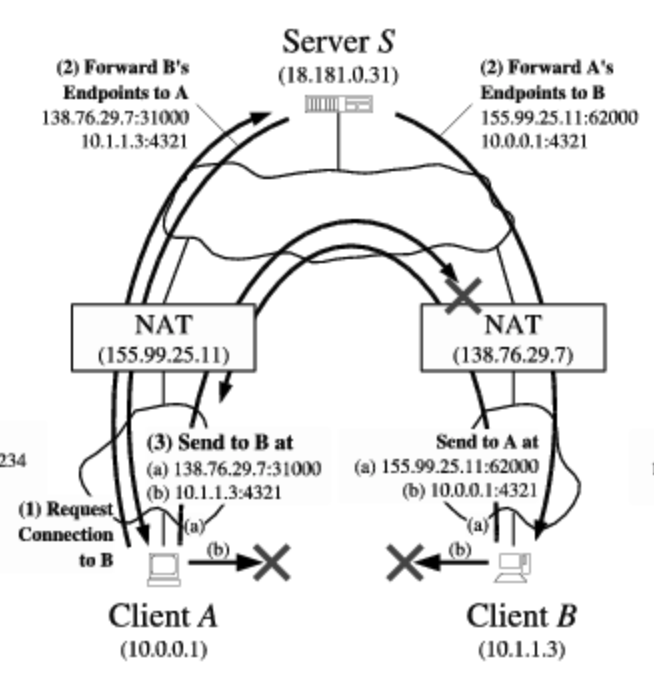 Server S
(18.181.0.31)
(2) Forward B's
Endpoints to A
138.76.29.7:31000
10.1.1.3:4321
(2) Forward A's
Endpoints to B
155.99.25.11:62000
10.0.0.1:4321
NAT
(155.99.25.11)
NAT
(138.76.29.7)
234
(3) Send to B at
(a) 138.76.29.7:31000
(b) 10.1.1.3:4321
Send to A at
(a) 155.99.25.11:62000
(b) 10.0.0.1:4321
(1) Request
Connection
to B
(a)
(b)
(a)
(b)
Client A
(10.0.0.1)
Client B
(10.1.1.3)